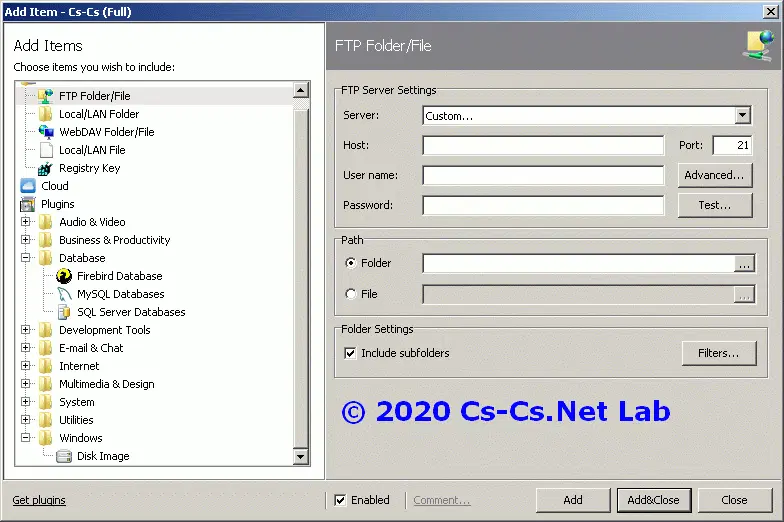 Add Item - Cs-Cs (Full)
Add Items
Choose items you wish to include:
FTP Folder/File
Local/LAN Folder
WebDAV Folder/File
Local/LAN File
Registry Key
Cloud
Plugins
Audio & Video
Business & Productivity
Database
Firebird Database
MySQL Databases
SQL Server Databases
Development Tools
E-mail & Chat
Internet
Multimedia & Design
System
Utilities
Windows
Disk Image
Get plugins
FTP Folder/File
FTP Server Settings
Server: Custom...
Host: Port: 21
User name: Advanced...
Password: Test...
Path
Folder ...
File ...
Folder Settings
Include subfolders Filters...
© 2020 Cs-Cs.Net Lab
Enabled Comment... Add Add&Close Close